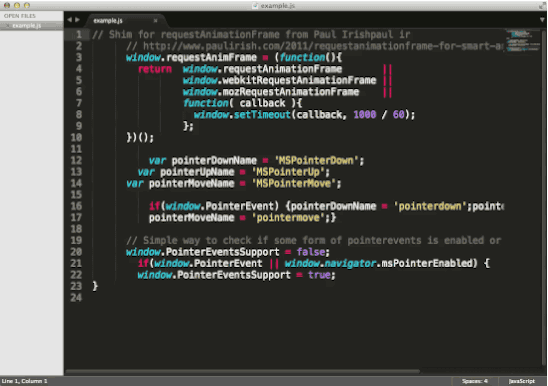 example.js
OPEN FILES
example.js
example.js
1 // Shim for requestAnimationFrame from Paul Irishpaul ir
2 // http://www.paulirish.com/2011/requestanimationframe-for-smart-a
3 window.requestAnimFrame = (function(){
4 return window.requestAnimationFrame ||
5 window.webkitRequestAnimationFrame ||
6 window.mozRequestAnimationFrame ||
7 function( callback ){
8 window.setTimeout(callback, 1000 / 60);
9 };
10 })();
11
12 var pointerDownName = 'MSPointerDown';
13 var pointerUpName = 'MSPointerUp';
14 var pointerMoveName = 'MSPointerMove';
15
16 if(window.PointerEvent) {pointerDownName = 'pointerdown';pointe
17 pointerMoveName = 'pointermove';}
18
19 // Simple way to check if some form of pointerevents is enabled or
20 window.PointerEventsSupport = false;
21 if(window.PointerEvent || window.navigator.msPointerEnabled) {
22 window.PointerEventsSupport = true;
23 }
24
Line 1, Column 1
Spaces: 4
JavaScript